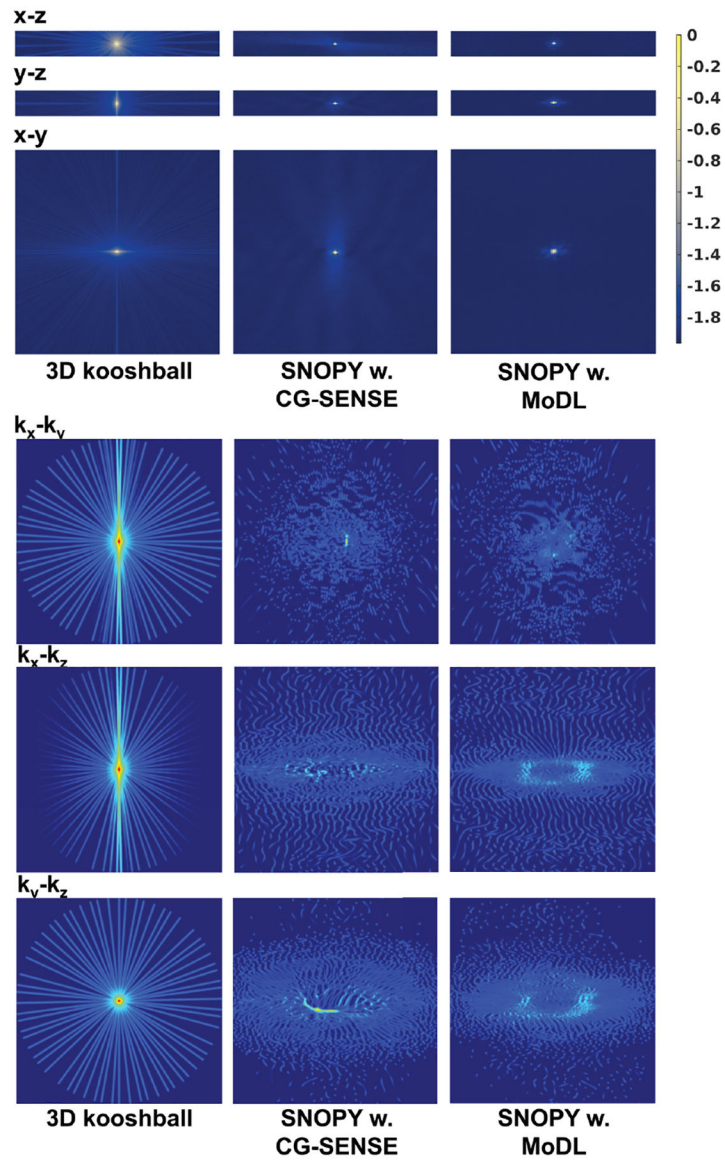 x-z
y-z
x-y
0
-0.2
-0.4
-0.6
-0.8
-1
-1.2
-1.4
-1.6
-1.8
3D kooshball
SNOPY w.
CG-SENSE
SNOPY w.
MoDL
kx-ky
kx-kz
ky-kz
3D kooshball
SNOPY w.
CG-SENSE
SNOPY w.
MoDL